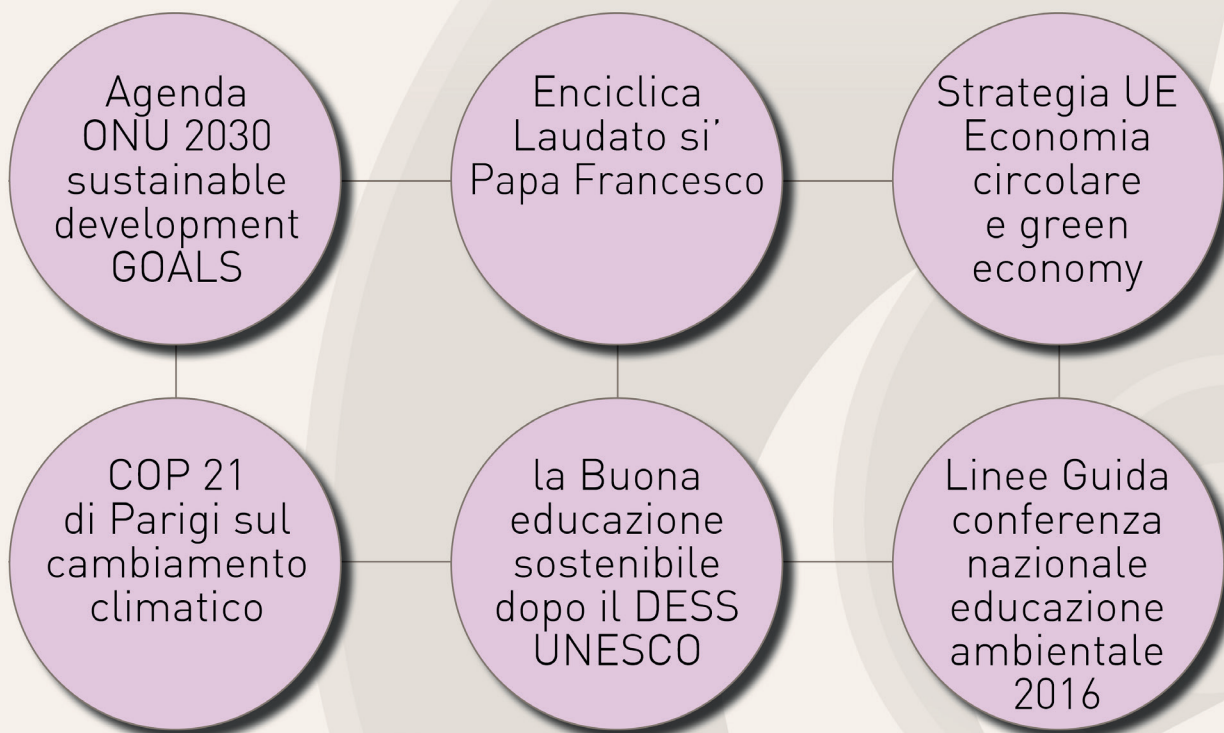 Agenda
ONU 2030
sustainable
development
GOALS
Enciclica
Laudato si'
Papa Francesco
Strategia UE
Economia
circolare
e green
economy
COP 21
di Parigi sul
cambiamento
climatico
la Buona
educazione
sostenibile
dopo il DESS
UNESCO
Linee Guida
conferenza
nazionale
educazione
ambientale
2016